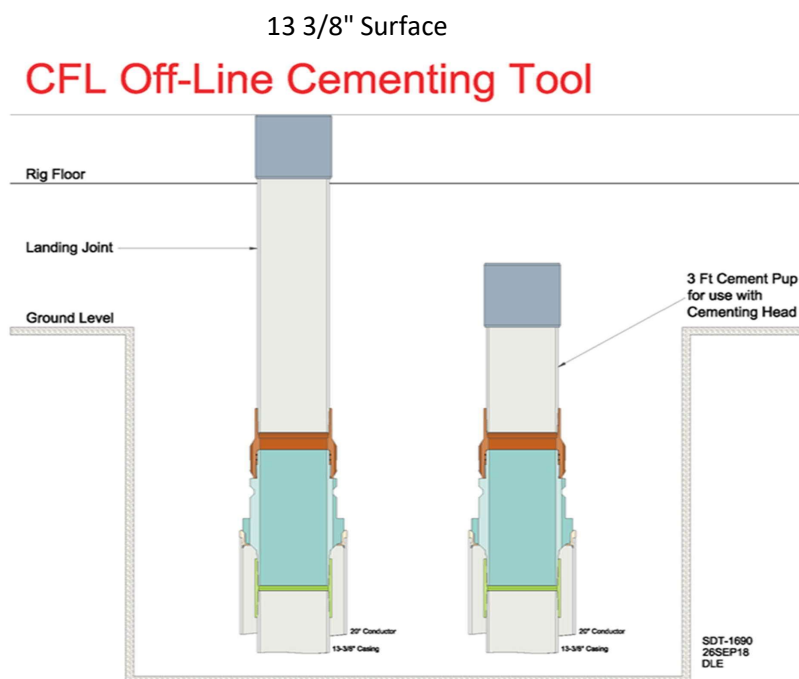 13 3/8" Surface
CFL Off-Line Cementing Tool
Rig Floor
Landing Joint
Ground Level
3 Ft Cement Pup
for use with
Cementing Head
20" Conductor
13-3/8" Casing
20" Conductor
13-3/8" Casing
SDT-1690
26SEP18
DLE